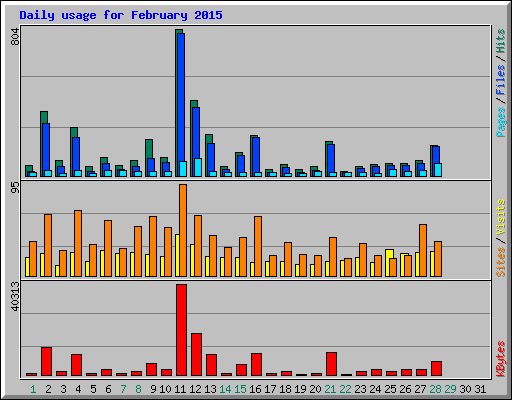 Daily usage for February 2015
804
Pages / Files / Hits
95
Sites / Visits
40313
KBytes
1 2 3 4 5 6 7 8 9 10 11 12 13 14 15 16 17 18 19 20 21 22 23 24 25 26 27 28 29 30 31